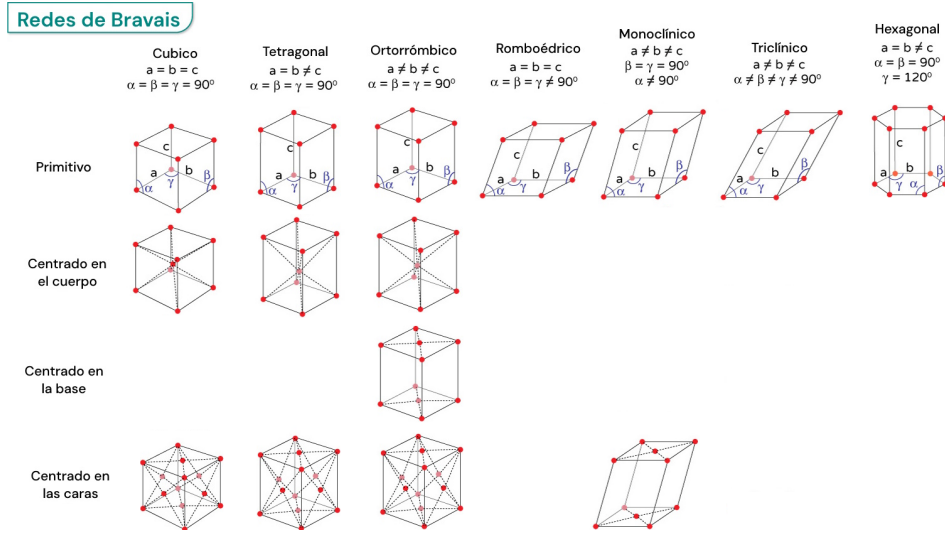 Redes de Bravais
Cubico
a = b = c
α = β = γ = 90º
Tetragonal
a = b ≠ c
α = β = γ = 90º
Ortorrómbico
a ≠ b ≠ c
α = β = γ = 90º
Romboédrico
a = b = c
α = β = γ ≠ 90º
Monoclínico
a ≠ b ≠ c
β = γ = 90º
α ≠ 90º
Triclínico
a ≠ b ≠ c
α ≠ β ≠ γ ≠ 90º
Hexagonal
a = b ≠ c
α = β = 90º
γ = 120º
Primitivo
c
a b
α γ β
c
a b
α γ β
c
a b
α γ β
c
a b
α γ β
c
a b
α γ β
c
a b
α γ β
c
a b
γ α β
Centrado en
el cuerpo
Centrado en
la base
Centrado en
las caras